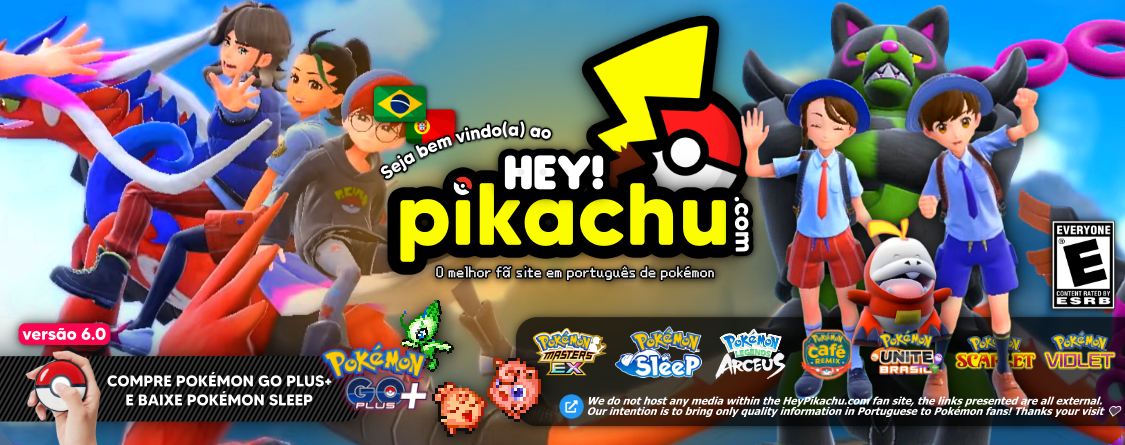 Seja bem vindo(a) ao
HEY!
pikachu
.com
O melhor fã site em português de pokémon
EVERYONE
E
CONTENT RATED BY
ESRB
versão 6.0
COMPRE POKÉMON GO PLUS+
E BAIXE POKÉMON SLEEP
POKÉMON
GO
PLUS
+
POKÉMON
MASTERS
EX
POKÉMON
SLeeP
POKÉMON
LEGENDS
ARCEUS
POKÉMON
Café
REMIX
POKÉMON
UNITE
BRASIL
POKÉMON
SCARLET
POKÉMON
VIOLET
We do not host any media within the HeyPikachu.com fan site, the links presented are all external.
Our intention is to bring only quality information in Portuguese to Pokémon fans! Thanks your visit